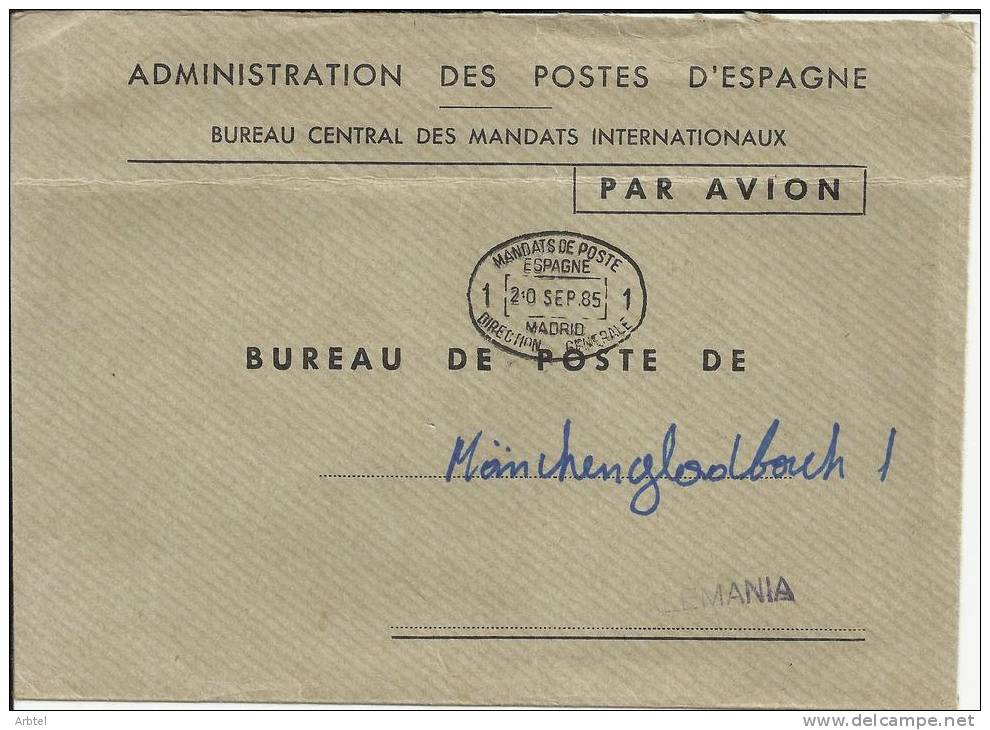 ADMINISTRATION DES POSTES D'ESPAGNE
BUREAU CENTRAL DES MANDATS INTERNATIONAUX
PAR AVION
MANDATS DE POSTE
ESPAGNE
1 20 SEP.85 1
MADRID
DIRECTION GENERALE
BUREAU DE POSTE DE
Mönchengladbach 1
LEMANIA
Arbtel
www.delcampe.net